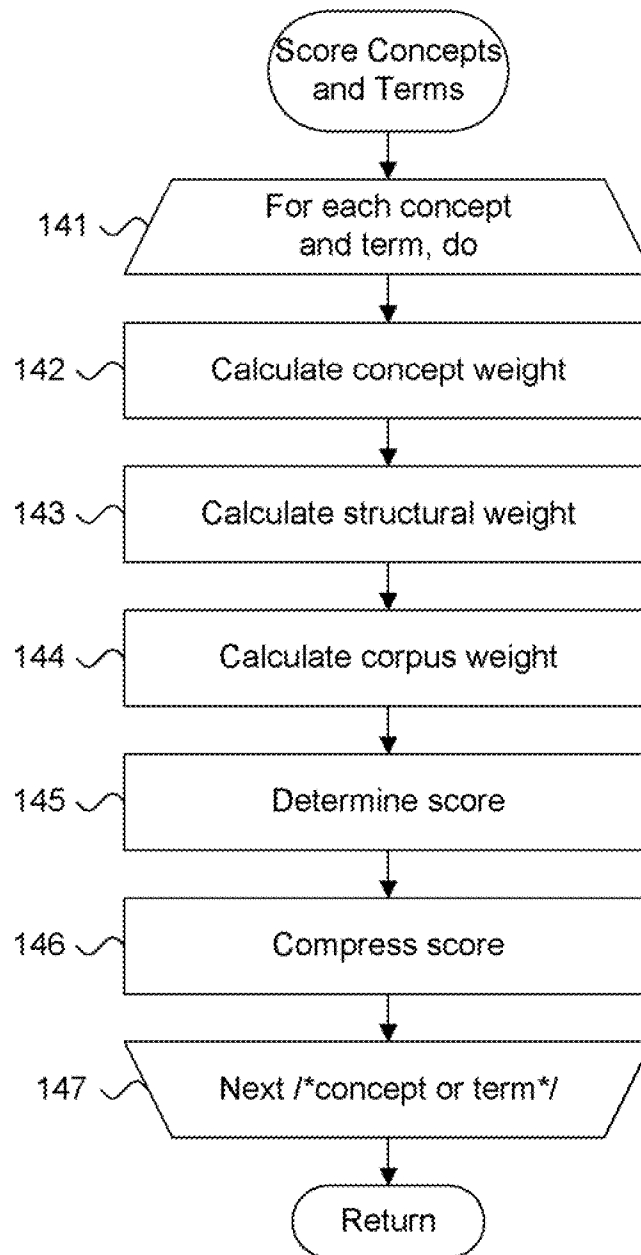 Score Concepts
and Terms
141
For each concept
and term, do
142
Calculate concept weight
143
Calculate structural weight
144
Calculate corpus weight
145
Determine score
146
Compress score
147
Next /*concept or term*/
Return